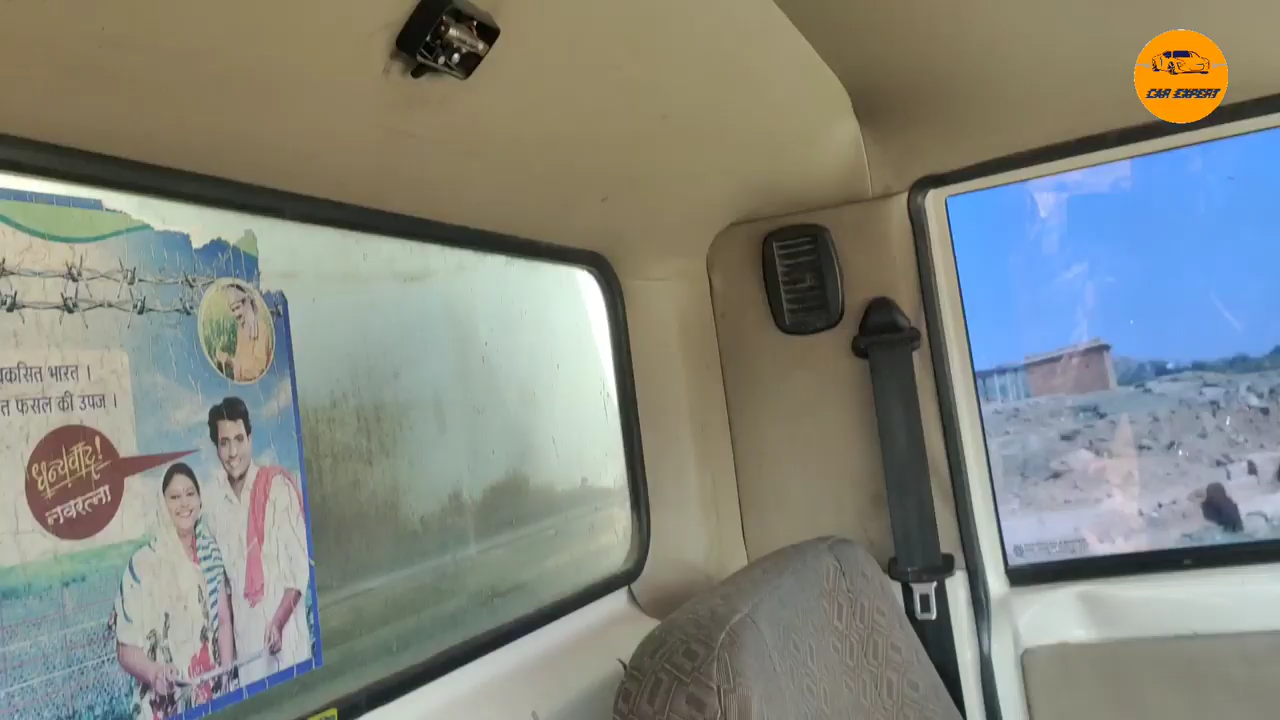 कसित भारत ।
त फसल की उपज ।
धन्यवाद!
नवरत्ना
CAR EXPERT